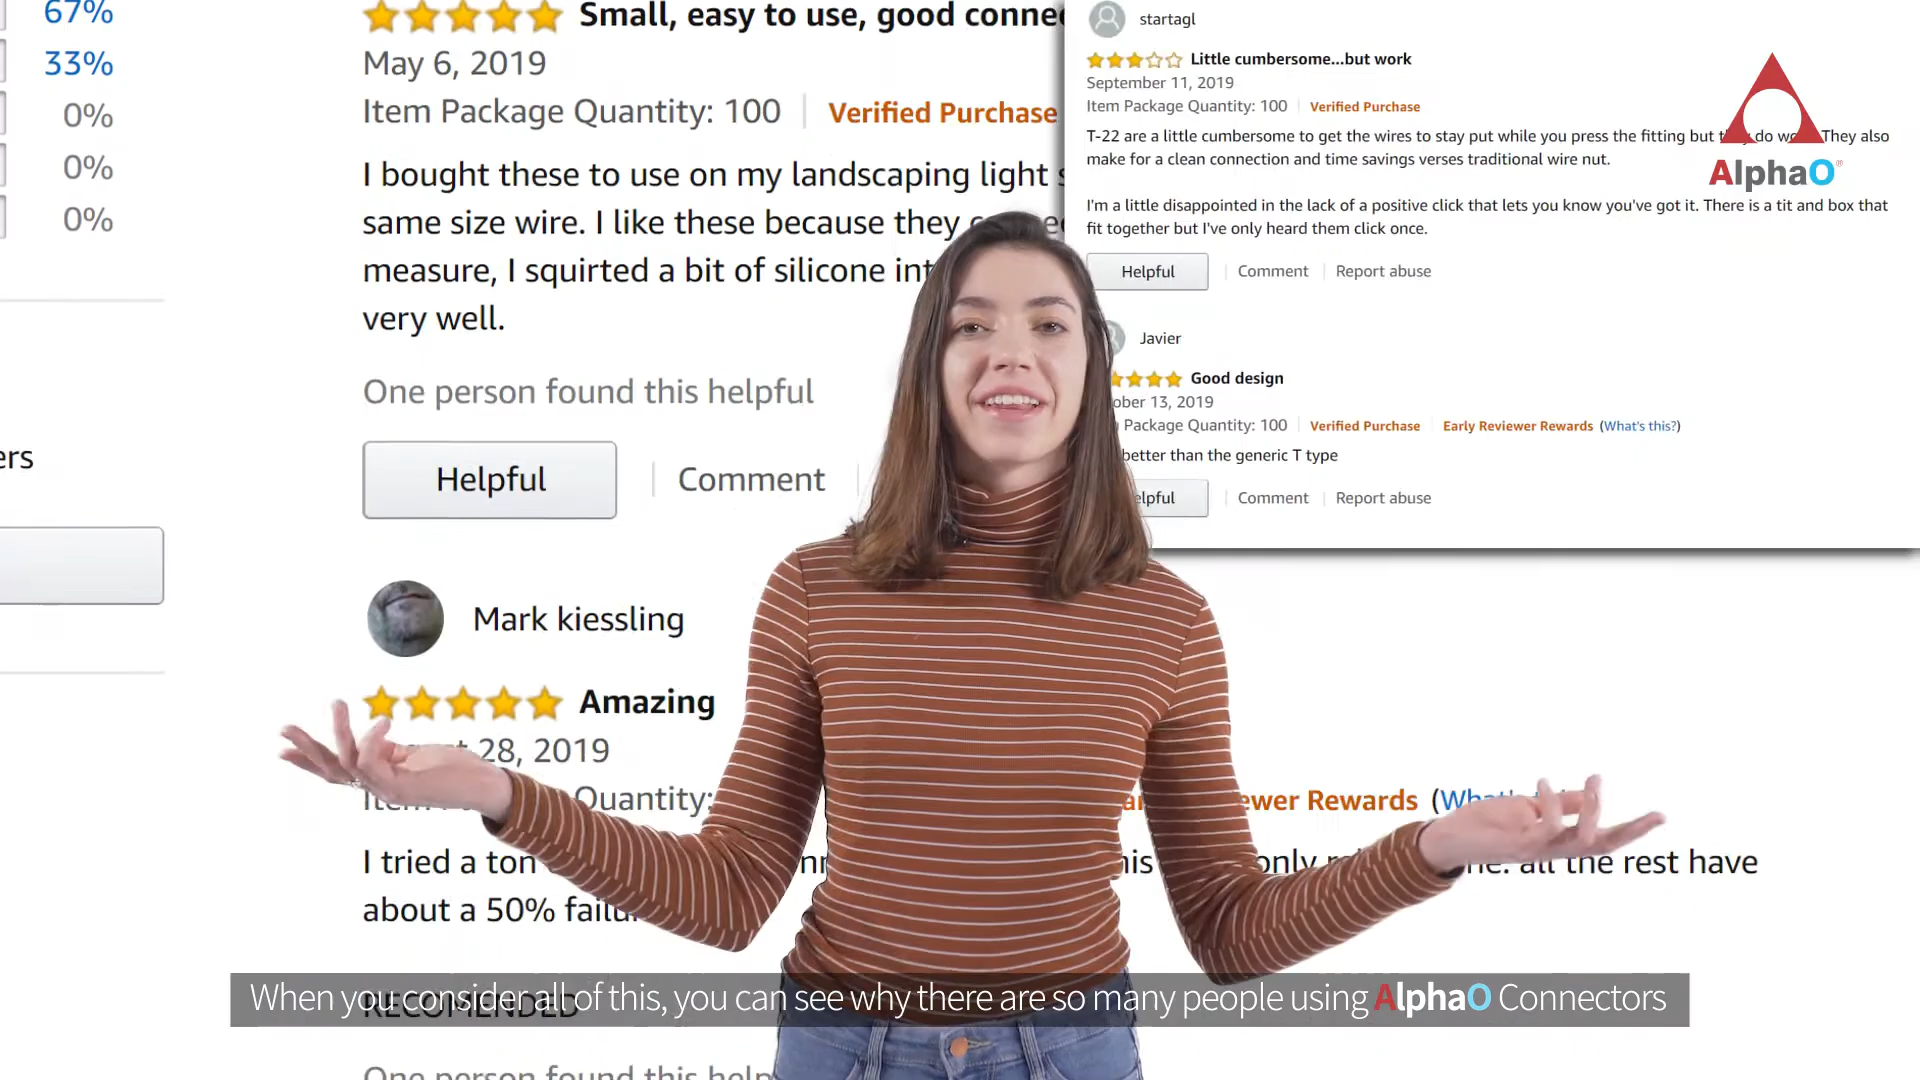 67%
33%
0%
0%
0%
Small, easy to use, good
May 6, 2019
Item Package Quantity: 100
Verified Purchase
I bought these to use on my landscaping light
same size wire. I like these because they
measure, I squirted a bit of silicone
very well.
One person found this helpful
Helpful
Comment
Mark kiessling
Amazing
28, 2019
Quantity:
Rewards
I tried a ton
only
the rest have
about a 50%
RECOMENDED
One person found this
startagl
Little cumbersome...but work
September 11, 2019
Item Package Quantity: 100
Verified Purchase
T-22 are a little cumbersome to get the wires to stay put while you press the fitting but do They also
make for a clean connection and time savings verses traditional wire nut.
I'm a little disappointed in the lack of a positive click that lets you know you've got it. There is a tit and box that
fit together but I've only heard them click once.
Helpful
Comment
Report abuse
Javier
Good design
13, 2019
Package Quantity: 100
Verified Purchase
Early Reviewer Rewards (What's this?)
better than the generic T type
Comment
Report abuse
AlphaO®
When you consider all of this, you can see why there are so many people using AlphaO Connectors